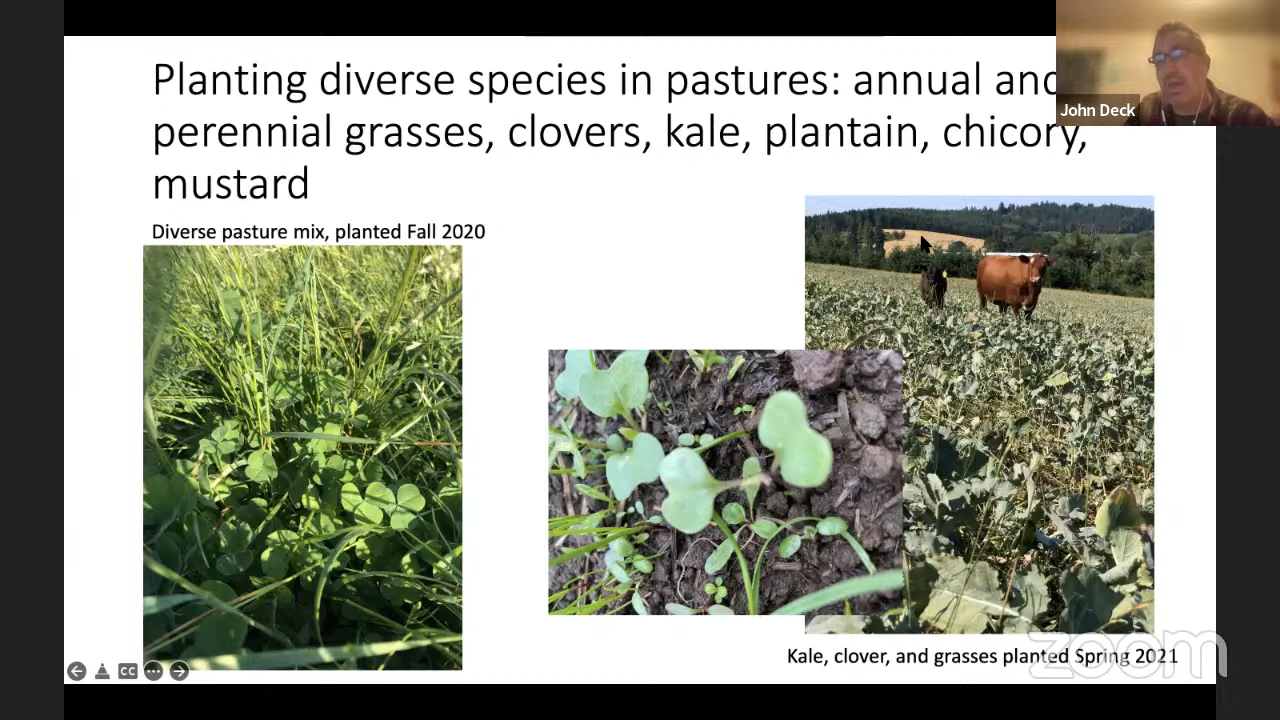 Planting diverse species in pastures: annual and
perennial grasses, clovers, kale, plantain, chicory,
mustard
John Deck
Diverse pasture mix, planted Fall 2020
Kale, clover, and grasses planted Spring 2021
zoom
CC